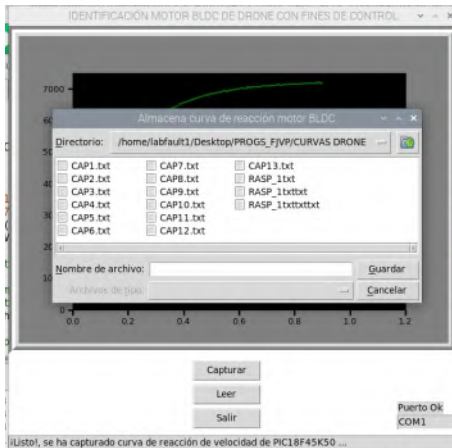 IDENTIFICACIÓN MOTOR BLDC DE DRONE CON FINES DE CONTROL
7000
Almacena curva de reacción motor BLDC
Directorio: /home/labfault1/Desktop/PROGS_FJVP/CURVAS DRONE
CAP1.txt CAP7.txt CAP13.txt
CAP2.txt CAP8.txt RASP_1txt
CAP3.txt CAP9.txt RASP_1txttxt
CAP4.txt CAP10.txt RASP_1txttxttxt
CAP5.txt CAP11.txt
CAP6.txt CAP12.txt
Nombre de archivo: Guardar
Archivos de tipo: Cancelar
0
0.0 0.2 0.4 0.6 0.8 1.0 1.2
Capturar
Leer
Salir
Puerto Ok
COM1
¡Listo!, se ha capturado curva de reacción de velocidad de PIC18F45K50 ...